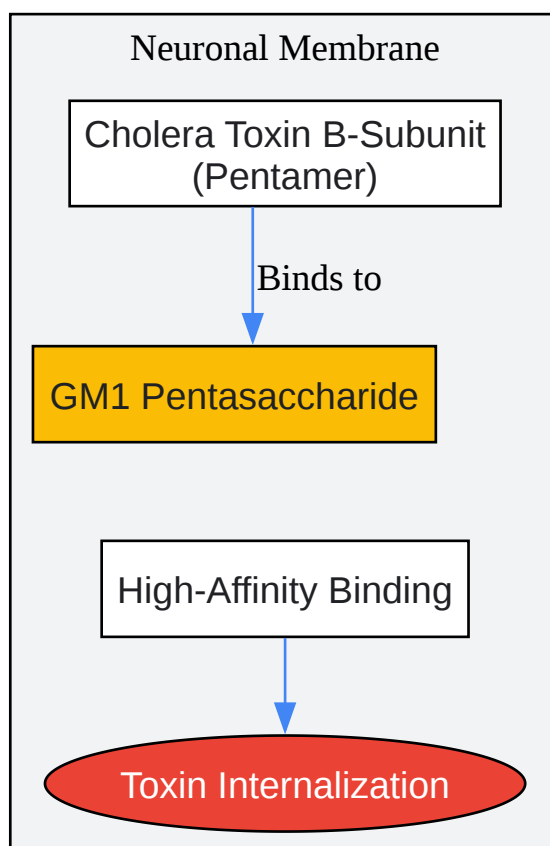 Neuronal Membrane
Cholera Toxin B-Subunit
(Pentamer)
Binds to
GM1 Pentasaccharide
High-Affinity Binding
Toxin Internalization